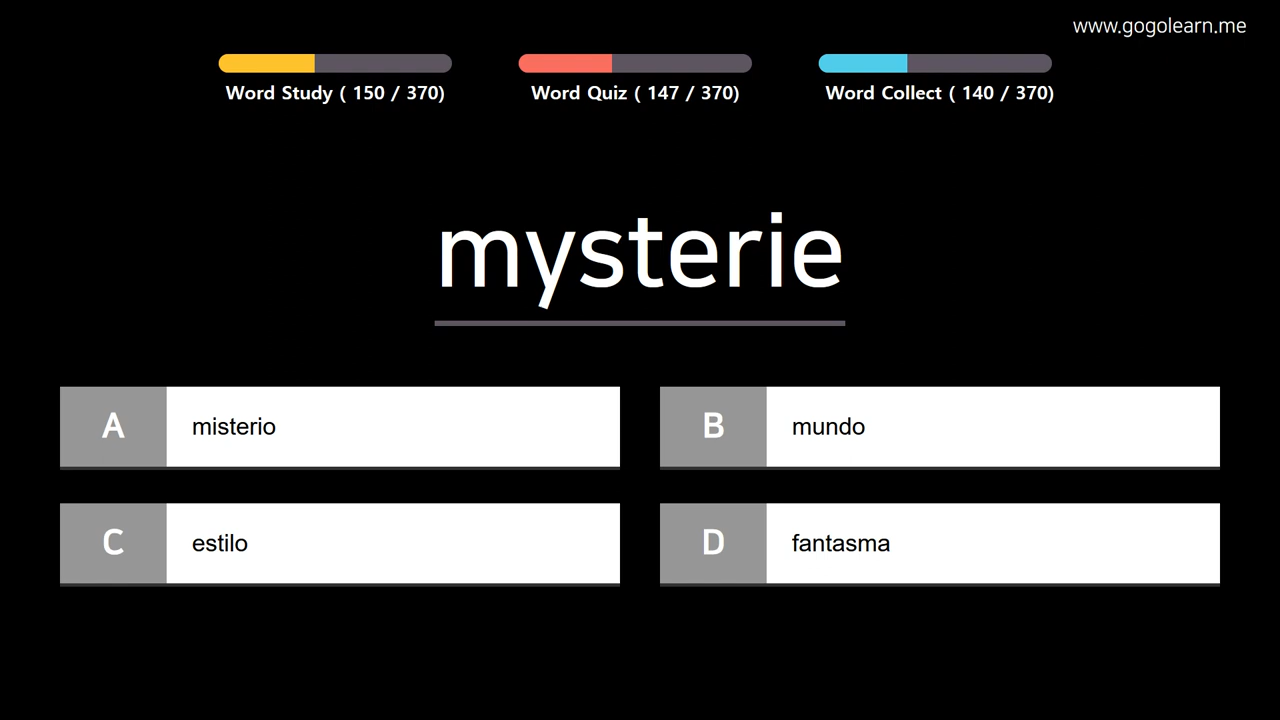 www.gogolearn.me
Word Study ( 150 / 370)
Word Quiz ( 147 / 370)
Word Collect ( 140 / 370)
mysterie
A misterio
B mundo
C estilo
D fantasma